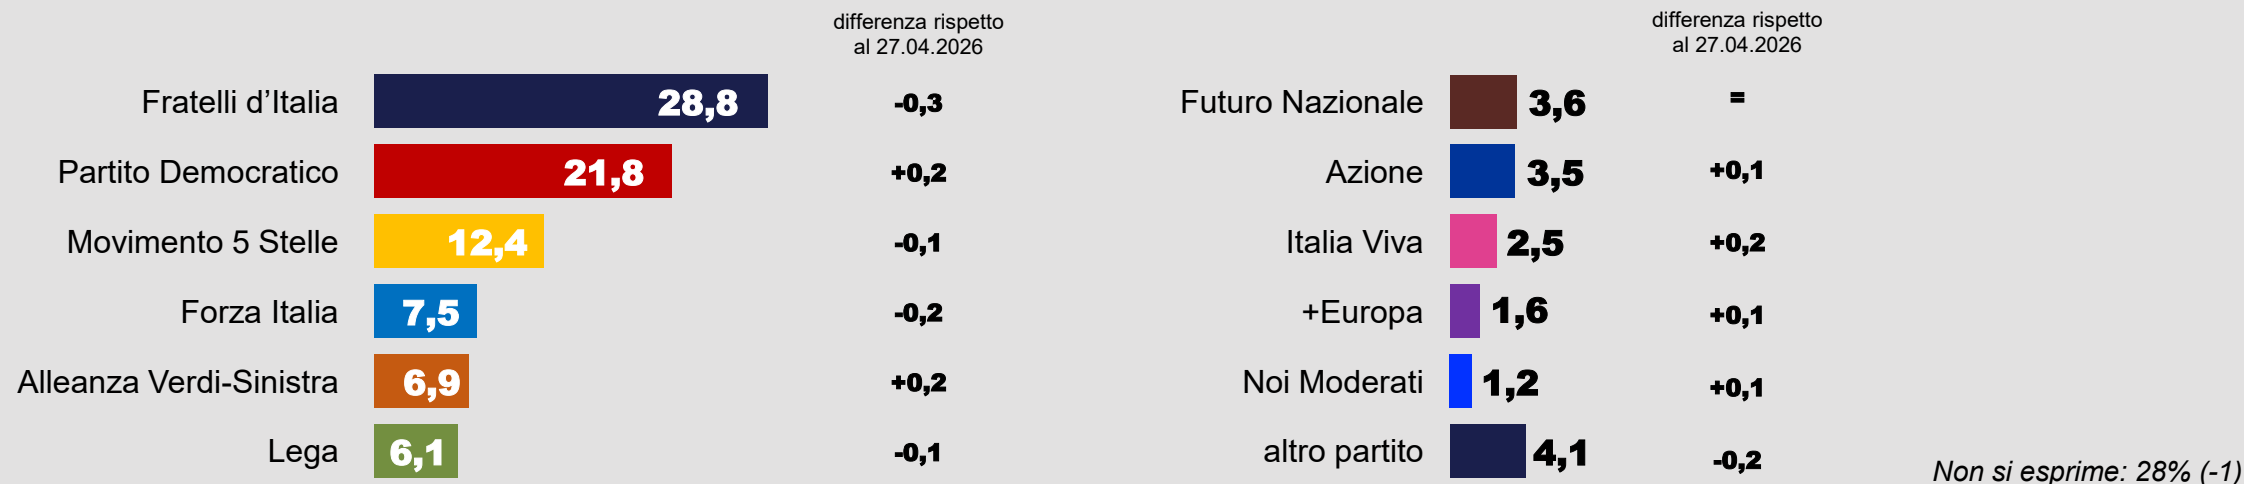 differenza rispetto
al 27.04.2026
Fratelli d’Italia 28,8 -0,3
Partito Democratico 21,8 +0,2
Movimento 5 Stelle 12,4 -0,1
Forza Italia 7,5 -0,2
Alleanza Verdi-Sinistra 6,9 +0,2
Lega 6,1 -0,1
differenza rispetto
al 27.04.2026
Futuro Nazionale 3,6 =
Azione 3,5 +0,1
Italia Viva 2,5 +0,2
+Europa 1,6 +0,1
Noi Moderati 1,2 +0,1
altro partito 4,1 -0,2
Non si esprime: 28% (-1)